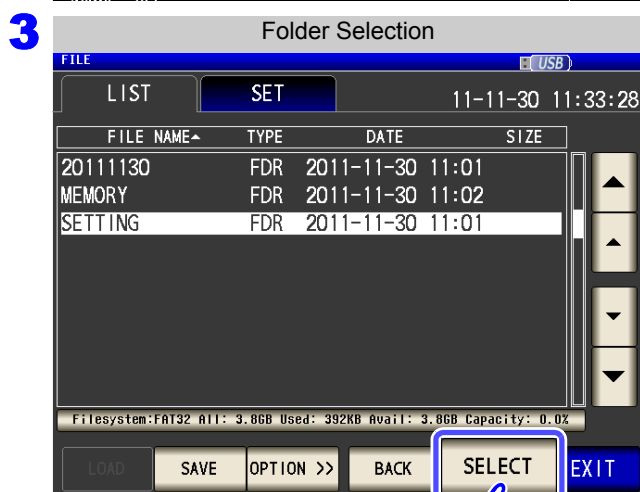 3
Folder Selection
FILE [USB]
LIST SET 11-11-30 11:33:28
FILE NAME▲ TYPE DATE SIZE
20111130 FDR 2011-11-30 11:01
MEMORY FDR 2011-11-30 11:02
SETTING FDR 2011-11-30 11:01
Filesystem:FAT32 All: 3.8GB Used: 392KB Avail: 3.8GB Capacity: 0.0%
LOAD SAVE OPTION >> BACK SELECT EXIT